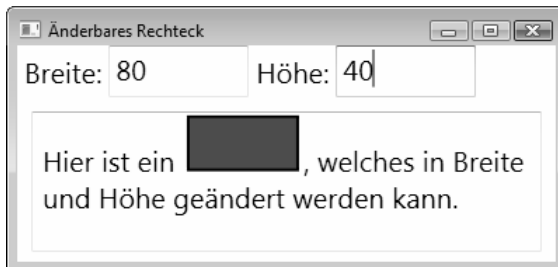 Änderbares Rechteck
Breite: 80 Höhe: 40
Hier ist ein , welches in Breite
und Höhe geändert werden kann.